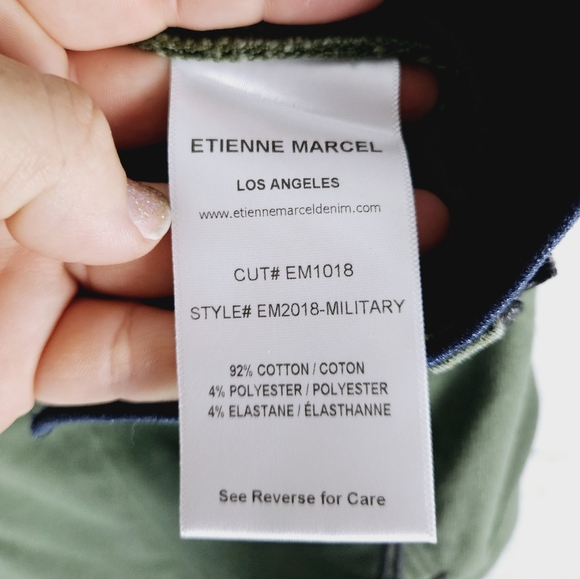 ETIENNE MARCEL
LOS ANGELES
www.etiennemarceldenim.com
CUT# EM1018
STYLE# EM2018-MILITARY
92% COTTON / COTON
4% POLYESTER / POLYESTER
4% ELASTANE / ÉLASTHANNE
See Reverse for Care